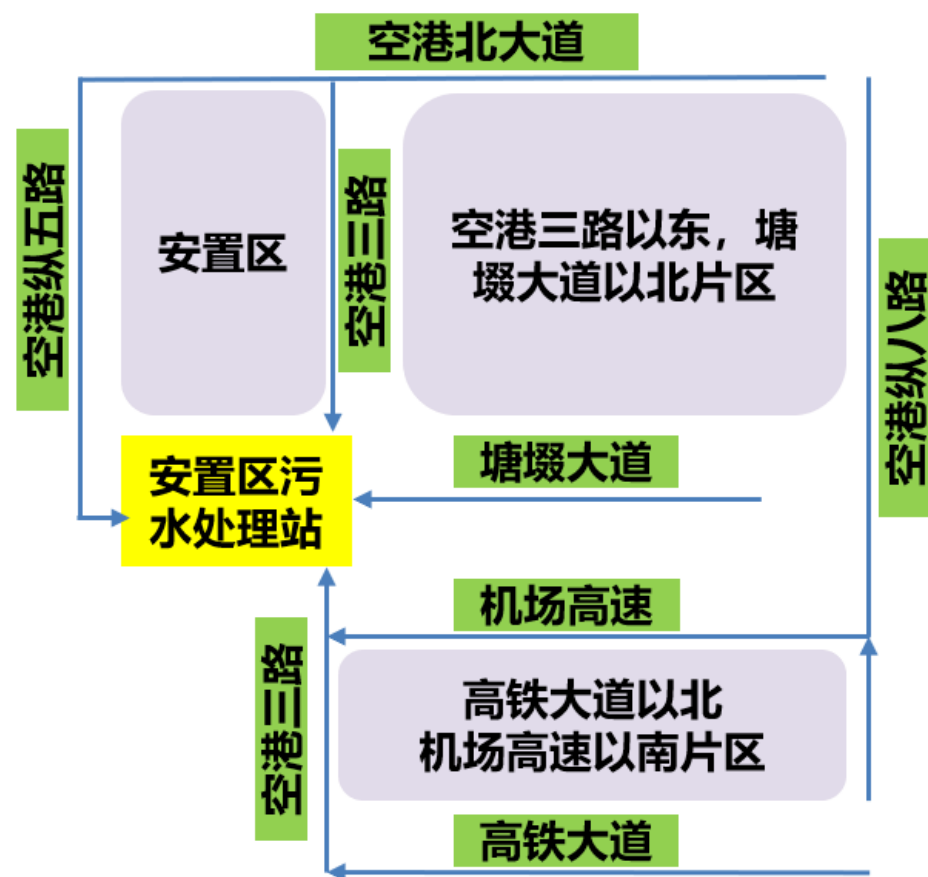 空港北大道
空港纵五路
安置区
空港三路
空港三路以东，塘
塅大道以北片区
空港纵八路
安置区污
水处理站
塘塅大道
机场高速
空港三路
高铁大道以北
机场高速以南片区
高铁大道